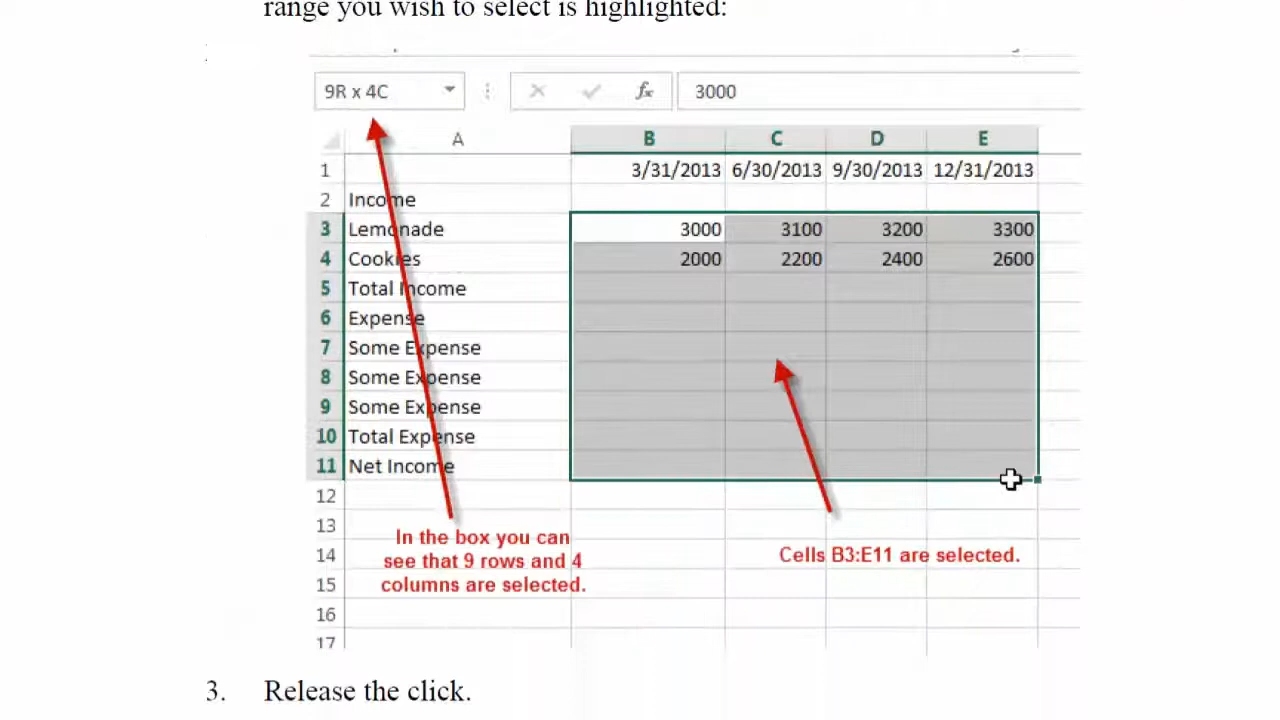 range you wish to select is highlighted:
9R x 4C fx 3000
A B C D E
1 3/31/2013 6/30/2013 9/30/2013 12/31/2013
2 Income
3 Lemonade 3000 3100 3200 3300
4 Cookies 2000 2200 2400 2600
5 Total Income
6 Expense
7 Some Expense
8 Some Expense
9 Some Expense
10 Total Expense
11 Net Income
12
13
14
15
16
17
In the box you can
see that 9 rows and 4
columns are selected.
Cells B3:E11 are selected.
3. Release the click.